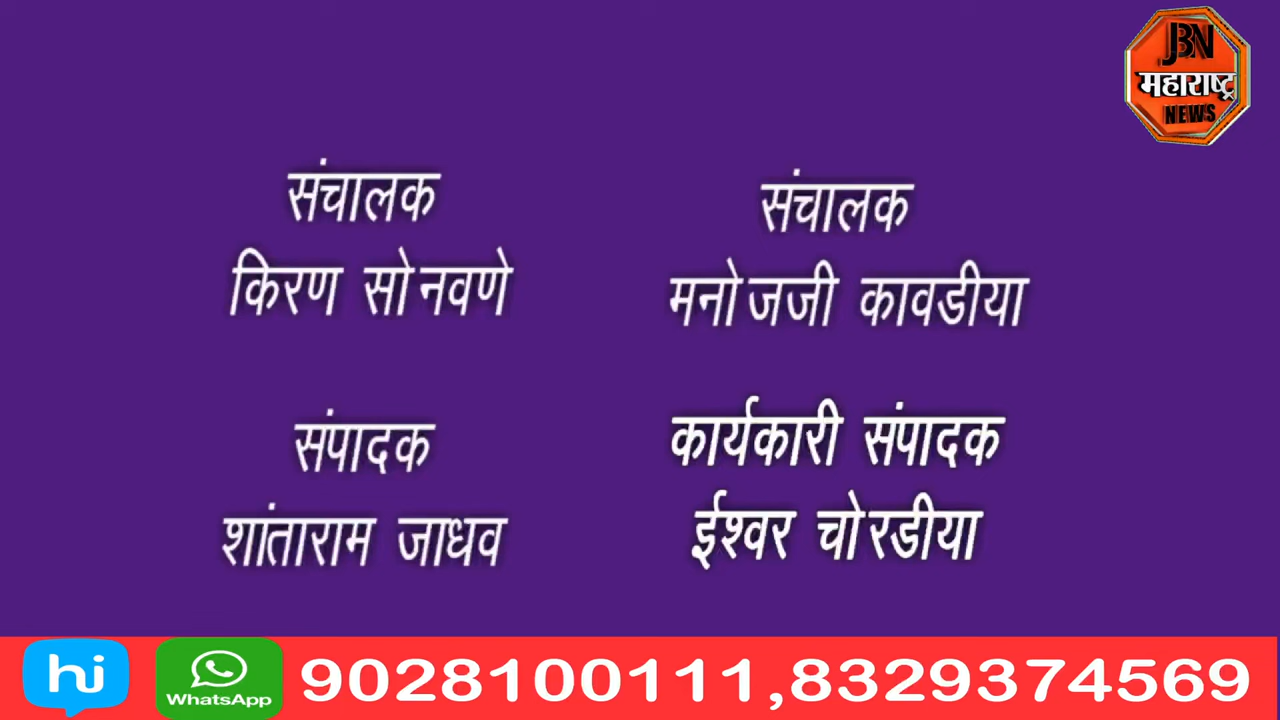 JBN
महाराष्ट्र
NEWS
संचालक
किरण सोनवणे
संचालक
मनोजजी कावडीया
संपादक
शांताराम जाधव
कार्यकारी संपादक
ईश्वर चोरडीया
hi
WhatsApp
9028100111,8329374569